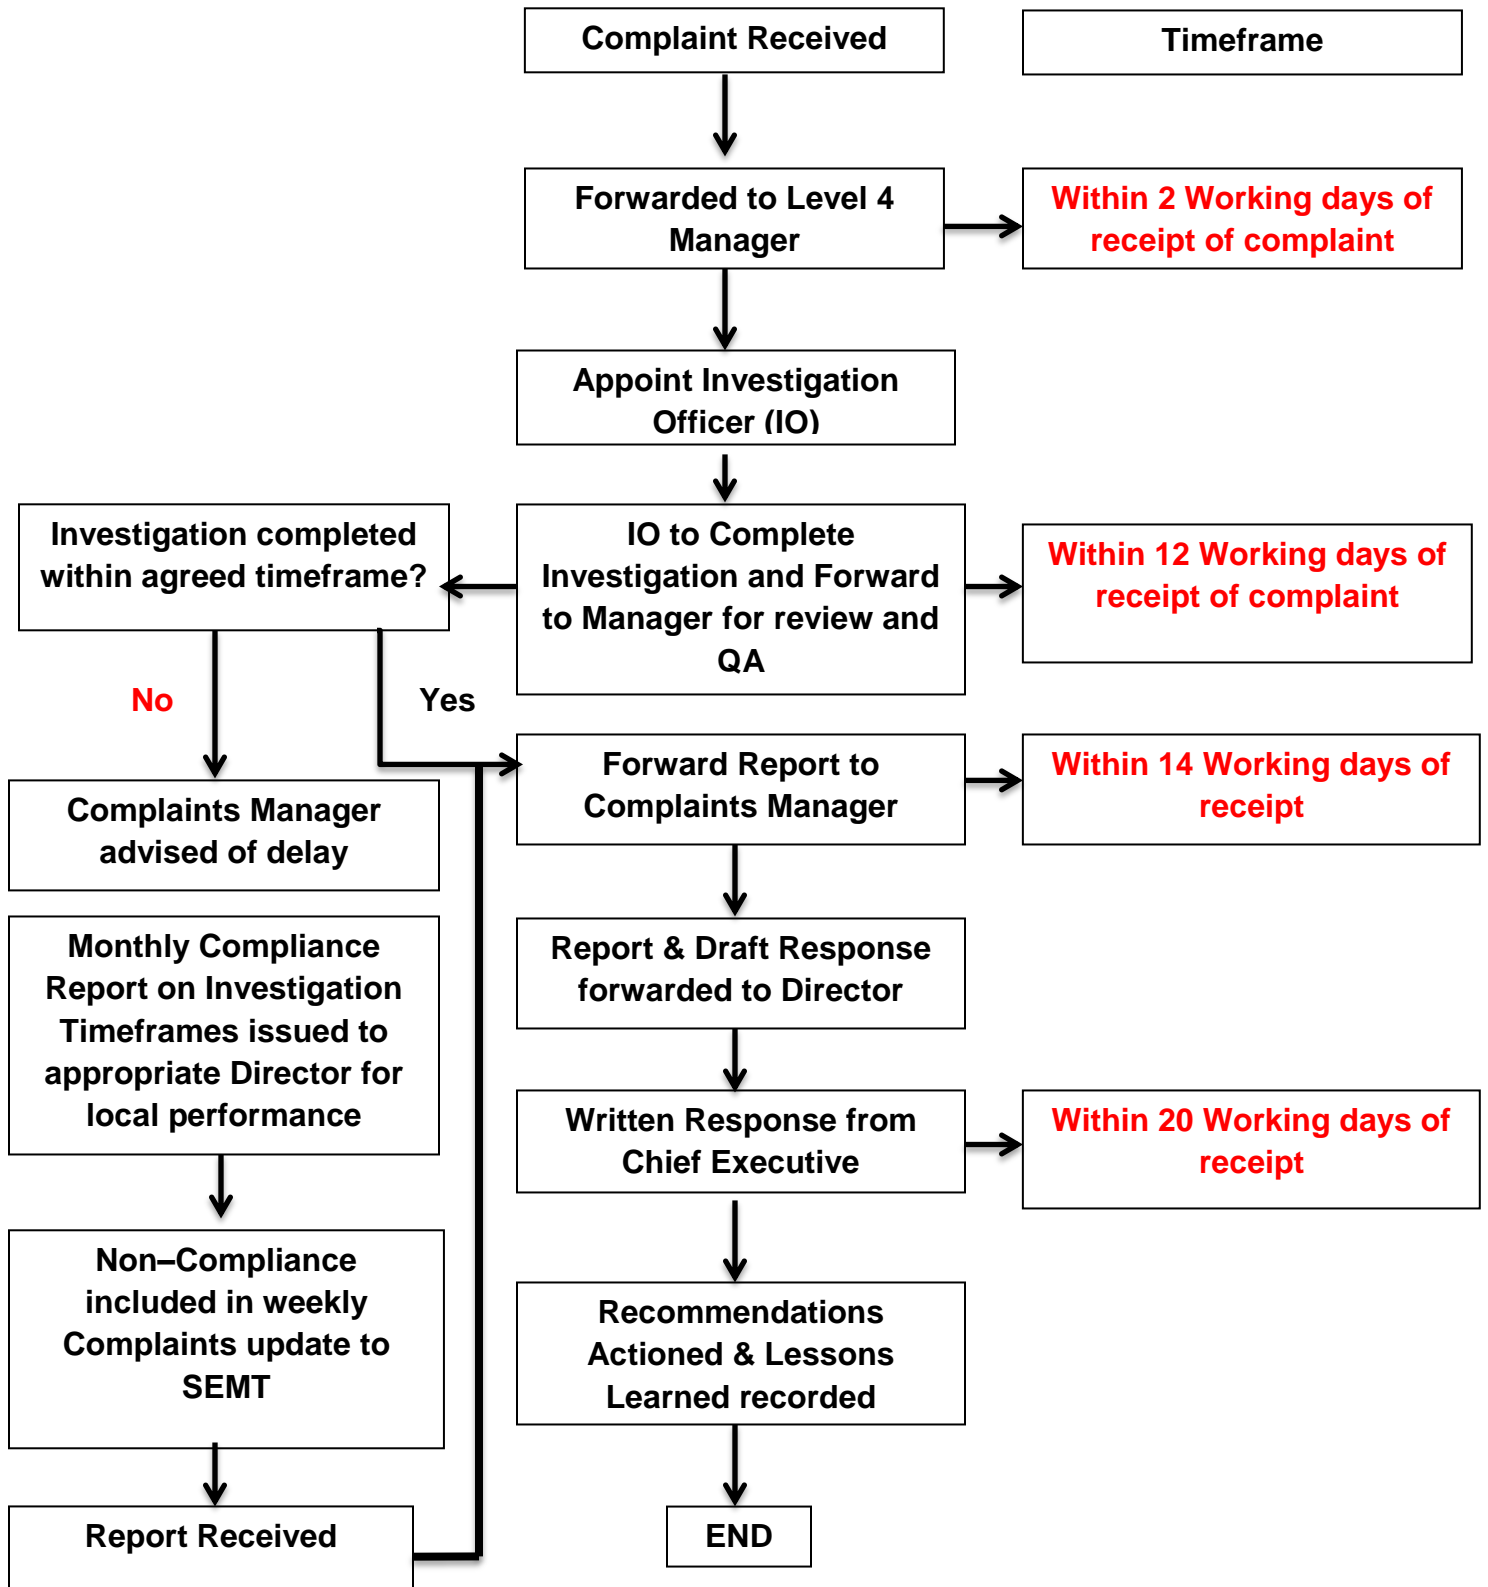 Complaint Received
Timeframe
Forwarded to Level 4
Manager
Within 2 Working days of
receipt of complaint
Appoint Investigation
Officer (IO)
Investigation completed
within agreed timeframe?
IO to Complete
Investigation and Forward
to Manager for review and
QA
Within 12 Working days of
receipt of complaint
No
Yes
Complaints Manager
advised of delay
Forward Report to
Complaints Manager
Within 14 Working days of
receipt
Monthly Compliance
Report on Investigation
Timeframes issued to
appropriate Director for
local performance
Report & Draft Response
forwarded to Director
Written Response from
Chief Executive
Within 20 Working days of
receipt
Non–Compliance
included in weekly
Complaints update to
SEMT
Recommendations
Actioned & Lessons
Learned recorded
Report Received
END